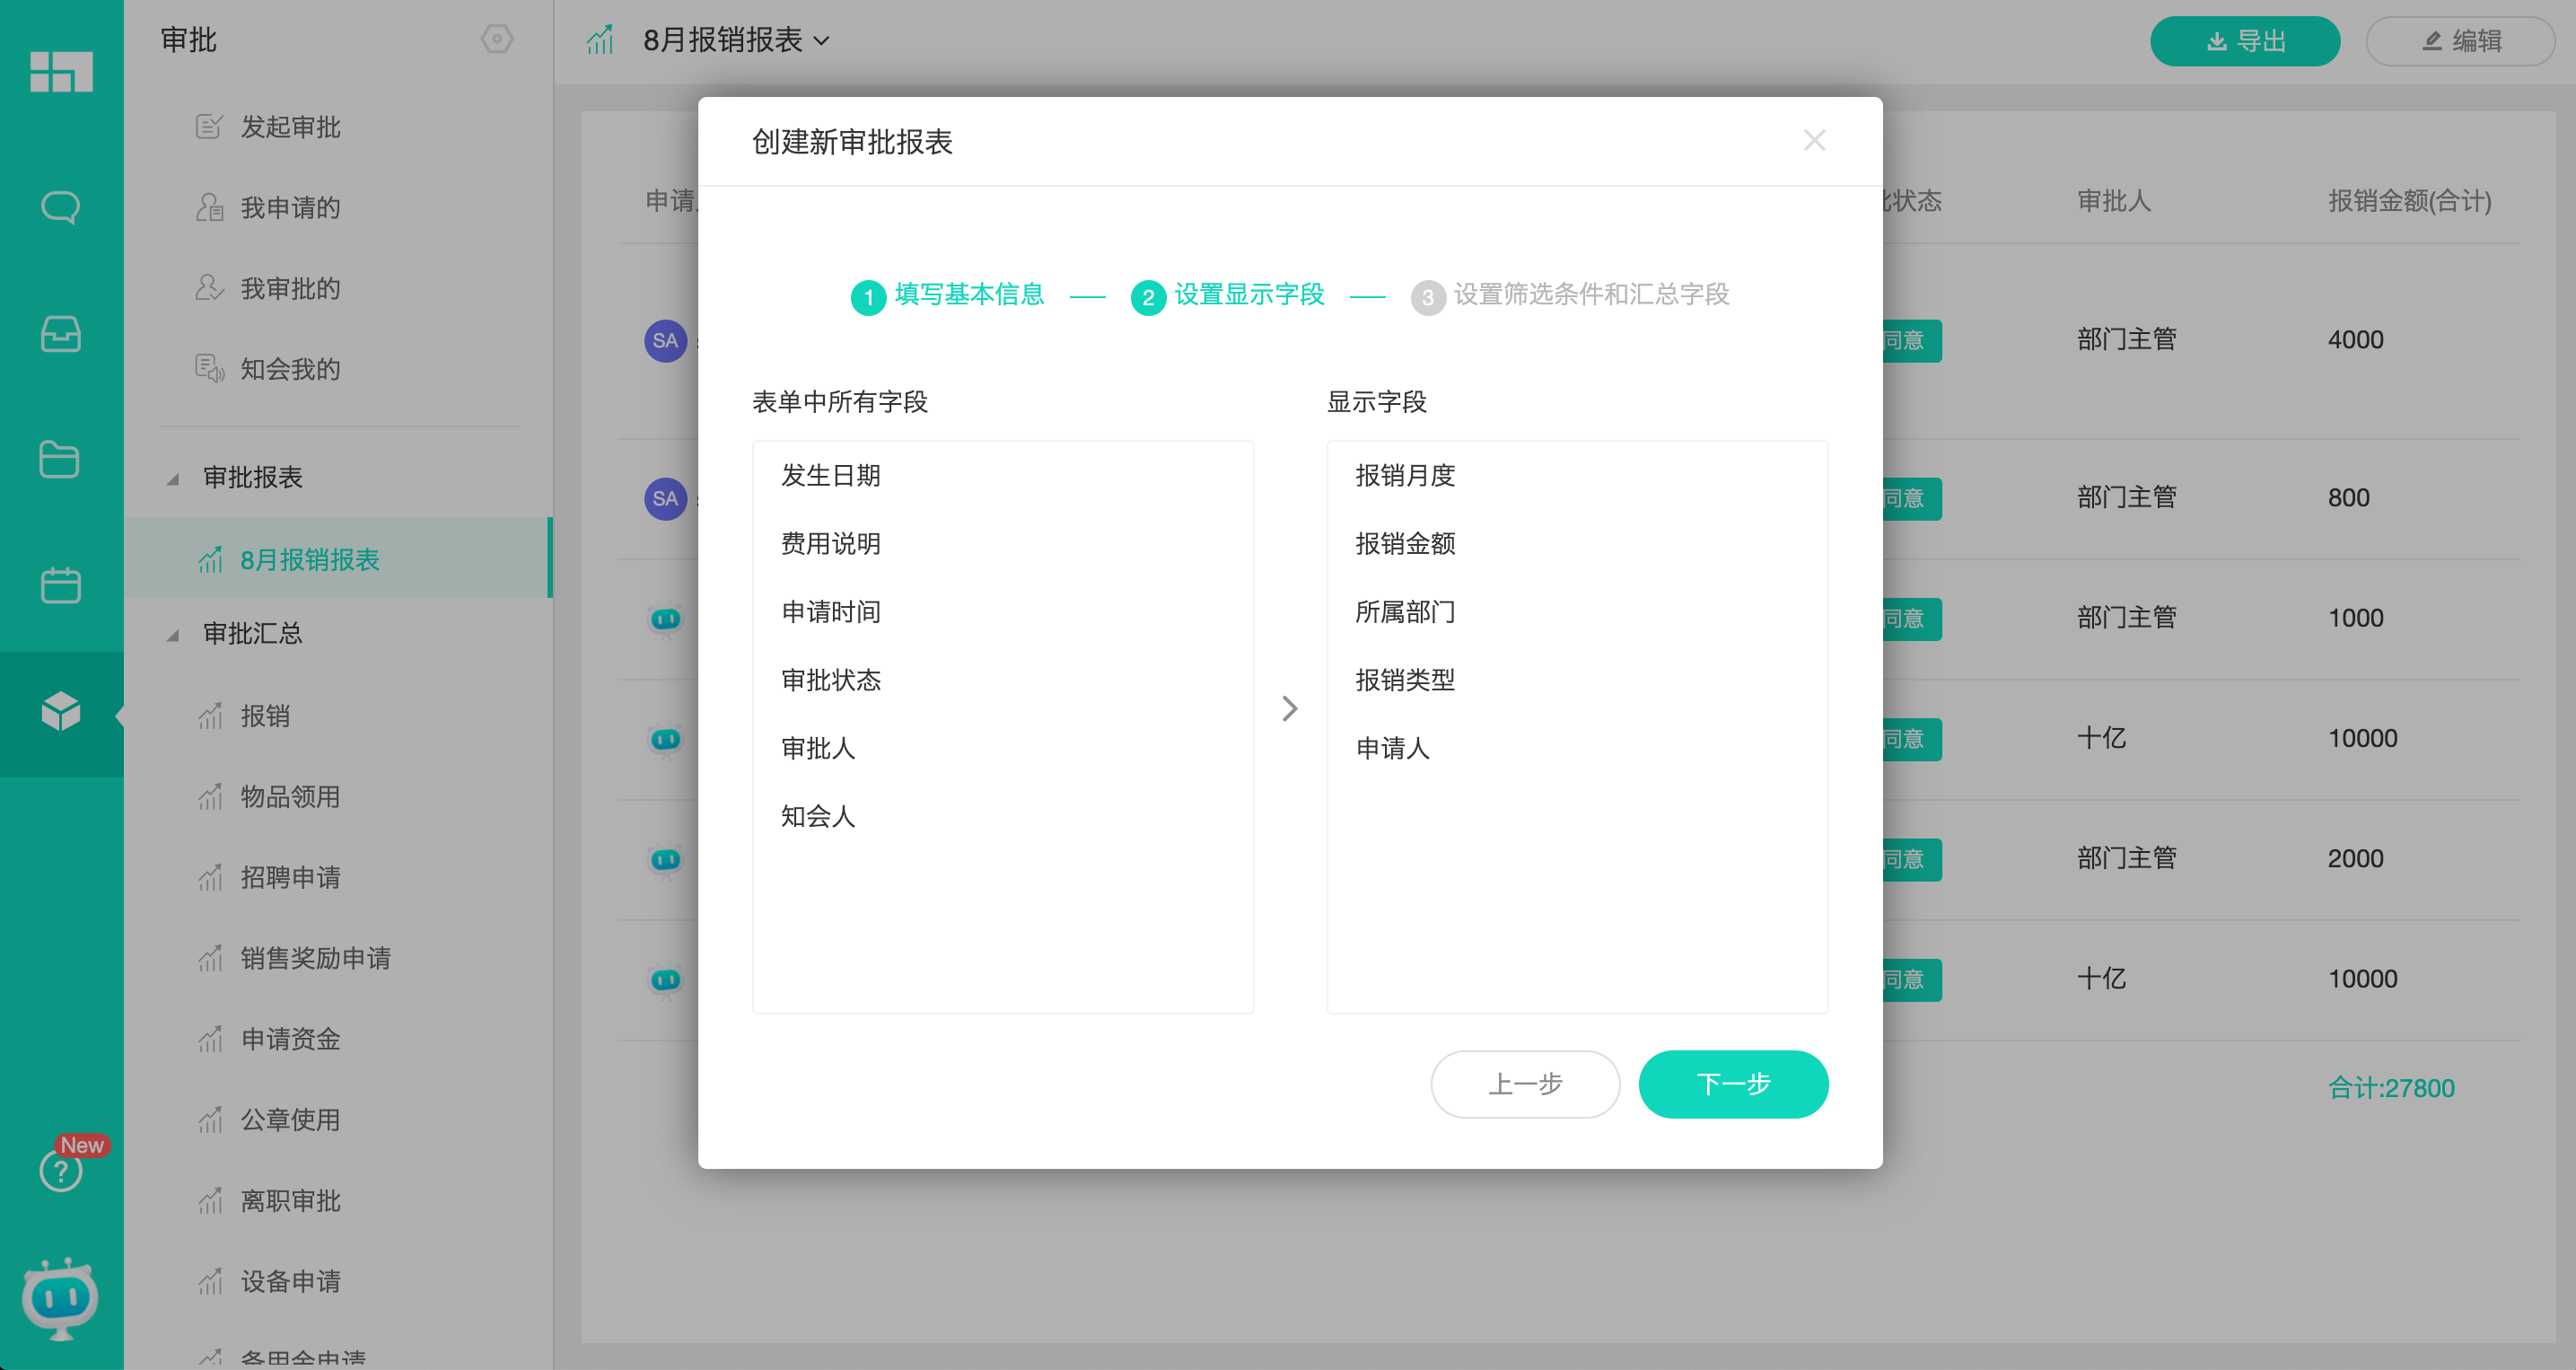 审批
发起审批
我申请的
我审批的
知会我的
审批报表
8月报销报表
审批汇总
报销
物品领用
招聘申请
销售奖励申请
申请资金
公章使用
离职审批
设备申请
备用金申请
New
8月报销报表
导出
编辑
创建新审批报表
1 填写基本信息
2 设置显示字段
3 设置筛选条件和汇总字段
表单中所有字段
发生日期
费用说明
申请时间
审批状态
审批人
知会人
显示字段
报销月度
报销金额
所属部门
报销类型
申请人
上一步
下一步
申请 状态 审批人 报销金额(合计)
SA 同意 部门主管 4000
SA 同意 部门主管 800
同意 部门主管 1000
同意 十亿 10000
同意 部门主管 2000
同意 十亿 10000
合计:27800